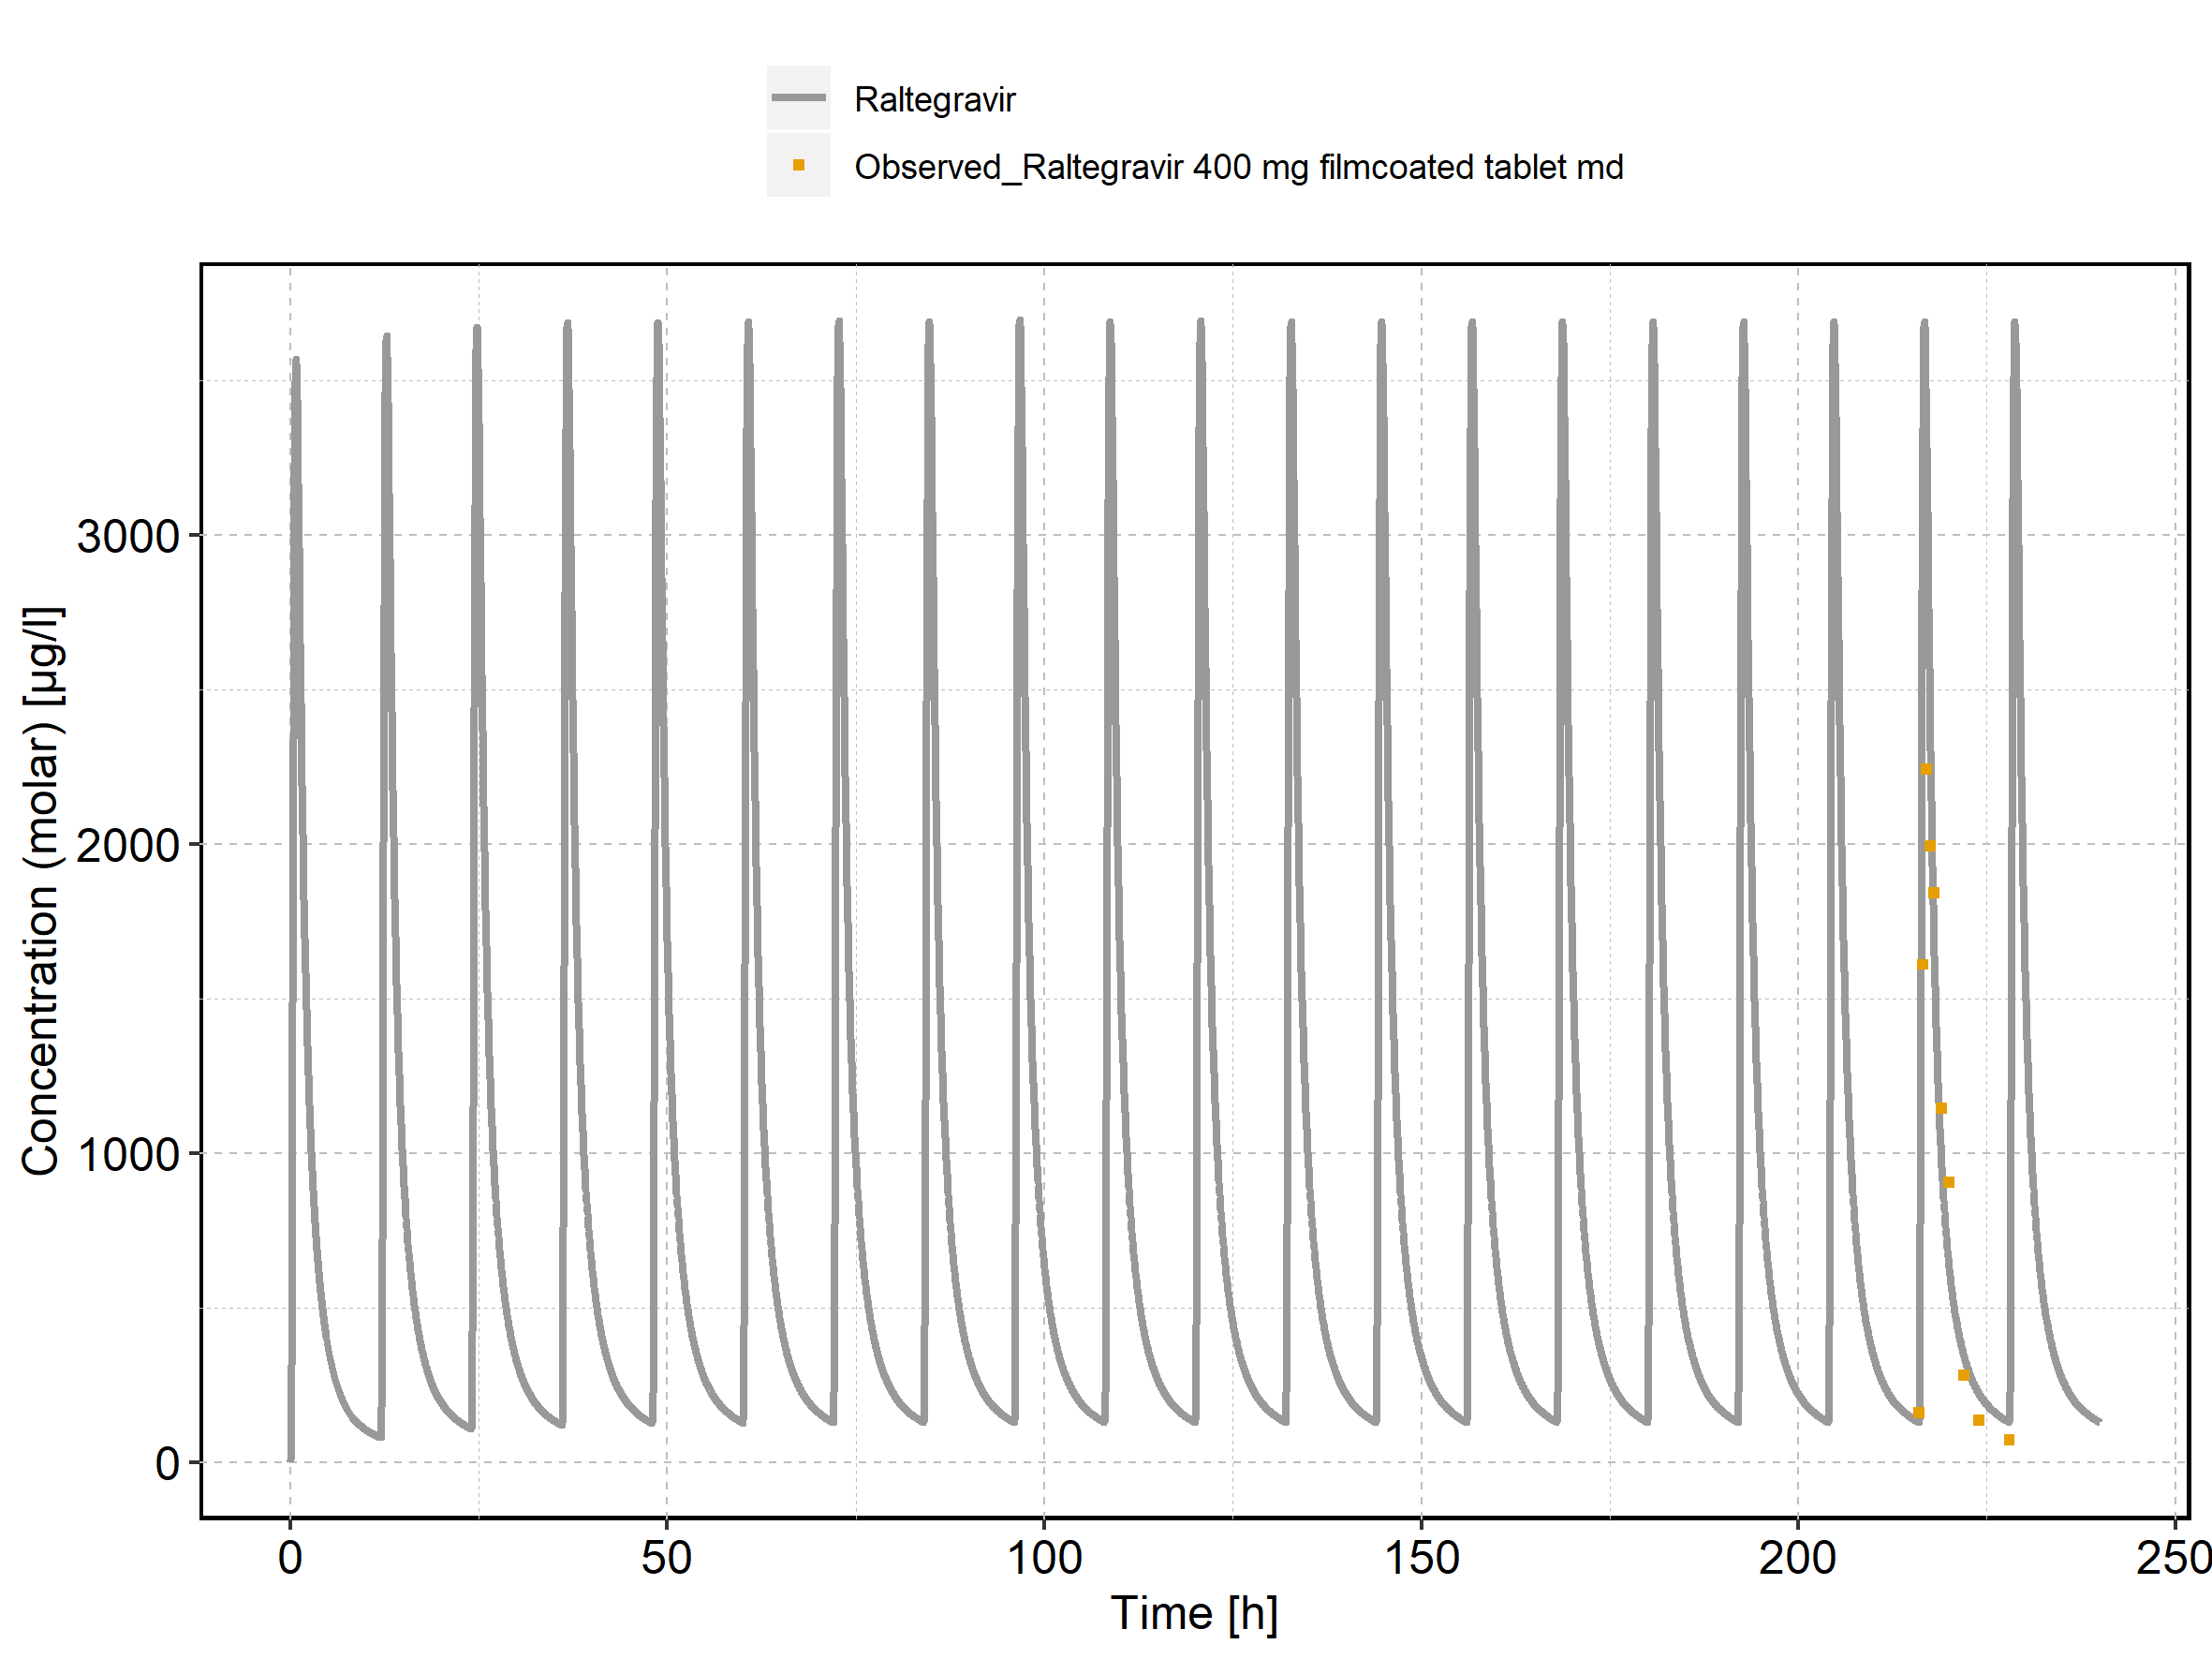 Raltegravir
Observed_Raltegravir 400 mg filmcoated tablet md
Concentration (molar) [µg/l]
3000
2000
1000
0
0 50 100 150 200 250
Time [h]